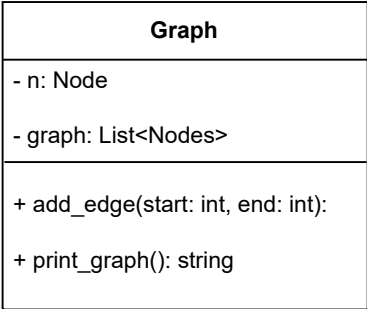 Graph
- n: Node
- graph: List<Nodes>
+ add_edge(start: int, end: int):
+ print_graph(): string